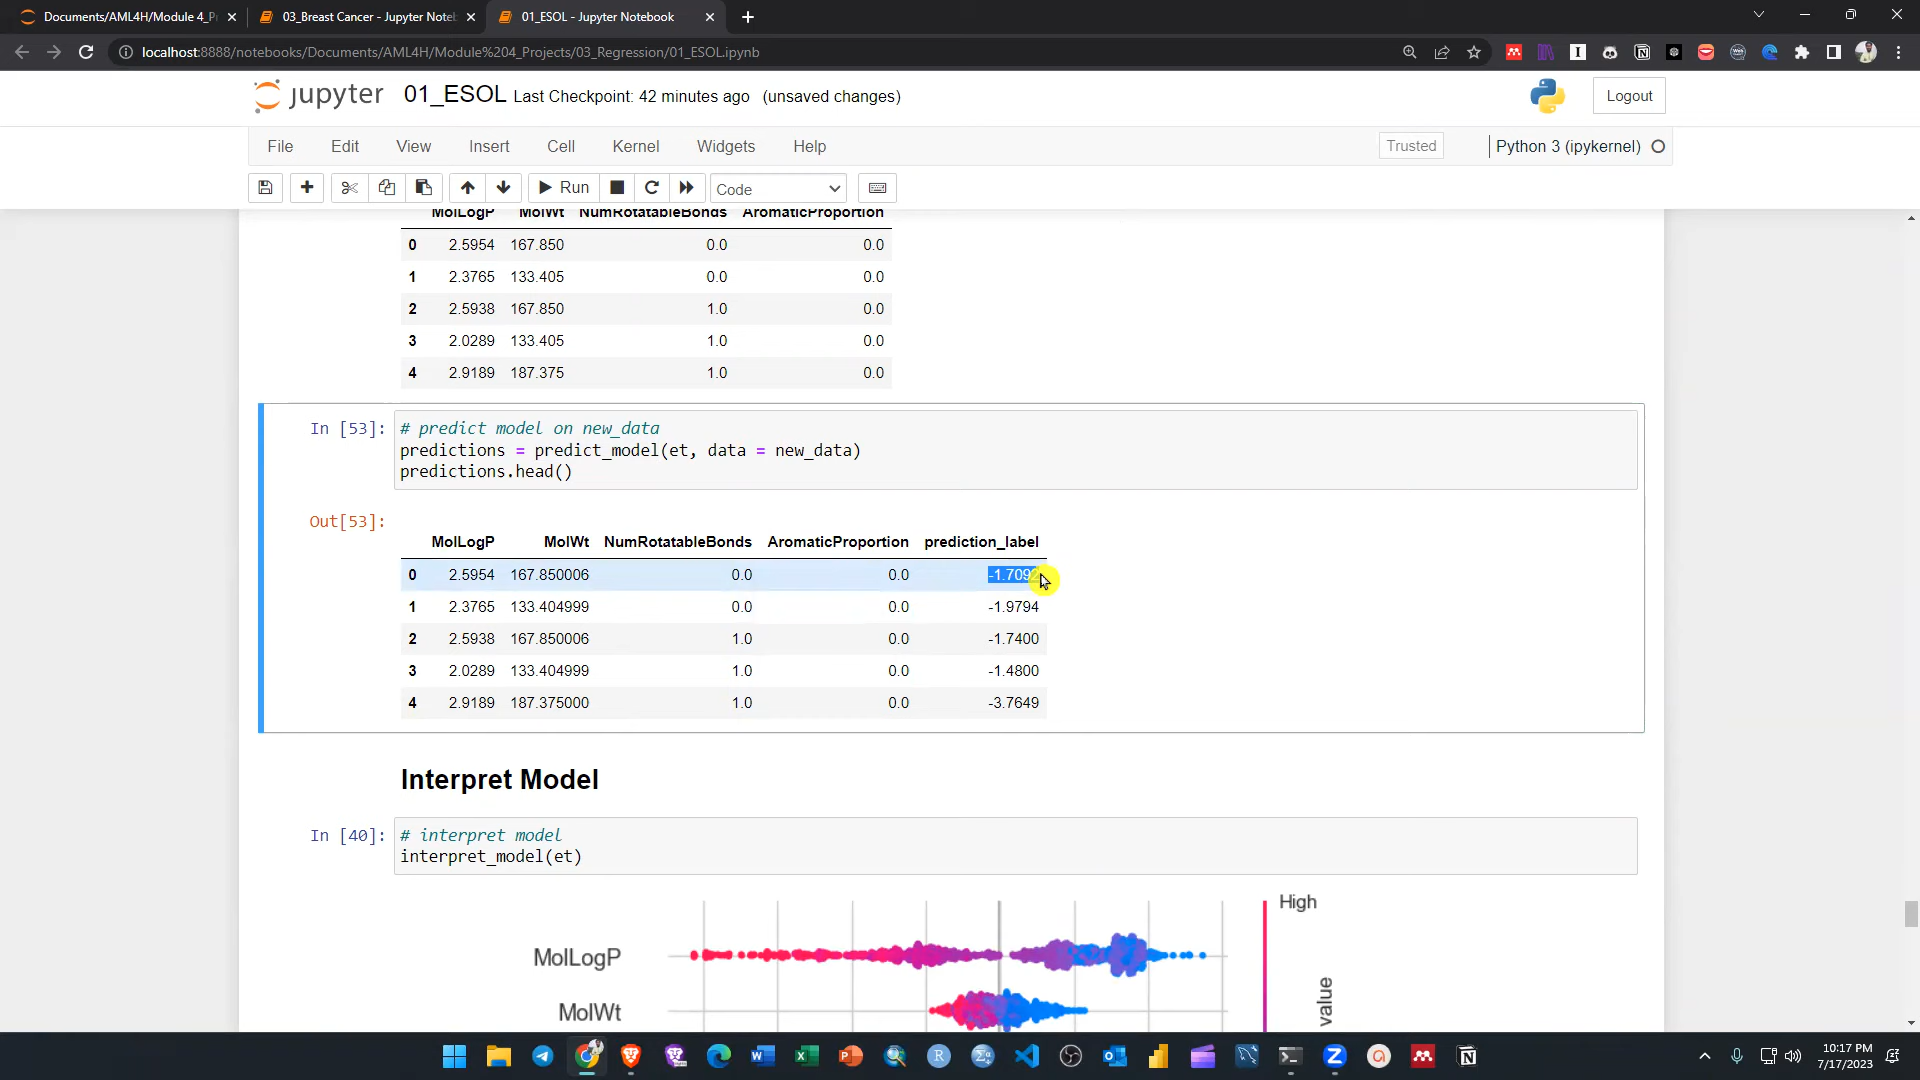 Documents/AML4H/Module 4_P
03_Breast Cancer - Jupyter Noteb
01_ESOL - Jupyter Notebook
localhost:8888/notebooks/Documents/AML4H/Module%204_Projects/03_Regression/01_ESOL.ipynb
jupyter 01_ESOL Last Checkpoint: 42 minutes ago (unsaved changes)
Logout
File Edit View Insert Cell Kernel Widgets Help Trusted Python 3 (ipykernel)
Run Code
MolLogP MolWt NumRotatableBonds AromaticProportion
0 2.5954 167.850 0.0 0.0
1 2.3765 133.405 0.0 0.0
2 2.5938 167.850 1.0 0.0
3 2.0289 133.405 1.0 0.0
4 2.9189 187.375 1.0 0.0
In [53]: # predict model on new_data
predictions = predict_model(et, data = new_data)
predictions.head()
Out[53]:
MolLogP MolWt NumRotatableBonds AromaticProportion prediction_label
0 2.5954 167.850006 0.0 0.0 -1.709
1 2.3765 133.404999 0.0 0.0 -1.9794
2 2.5938 167.850006 1.0 0.0 -1.7400
3 2.0289 133.404999 1.0 0.0 -1.4800
4 2.9189 187.375000 1.0 0.0 -3.7649
Interpret Model
In [40]: # interpret model
interpret_model(et)
High
MolLogP
value
MolWt
10:17 PM
7/17/2023